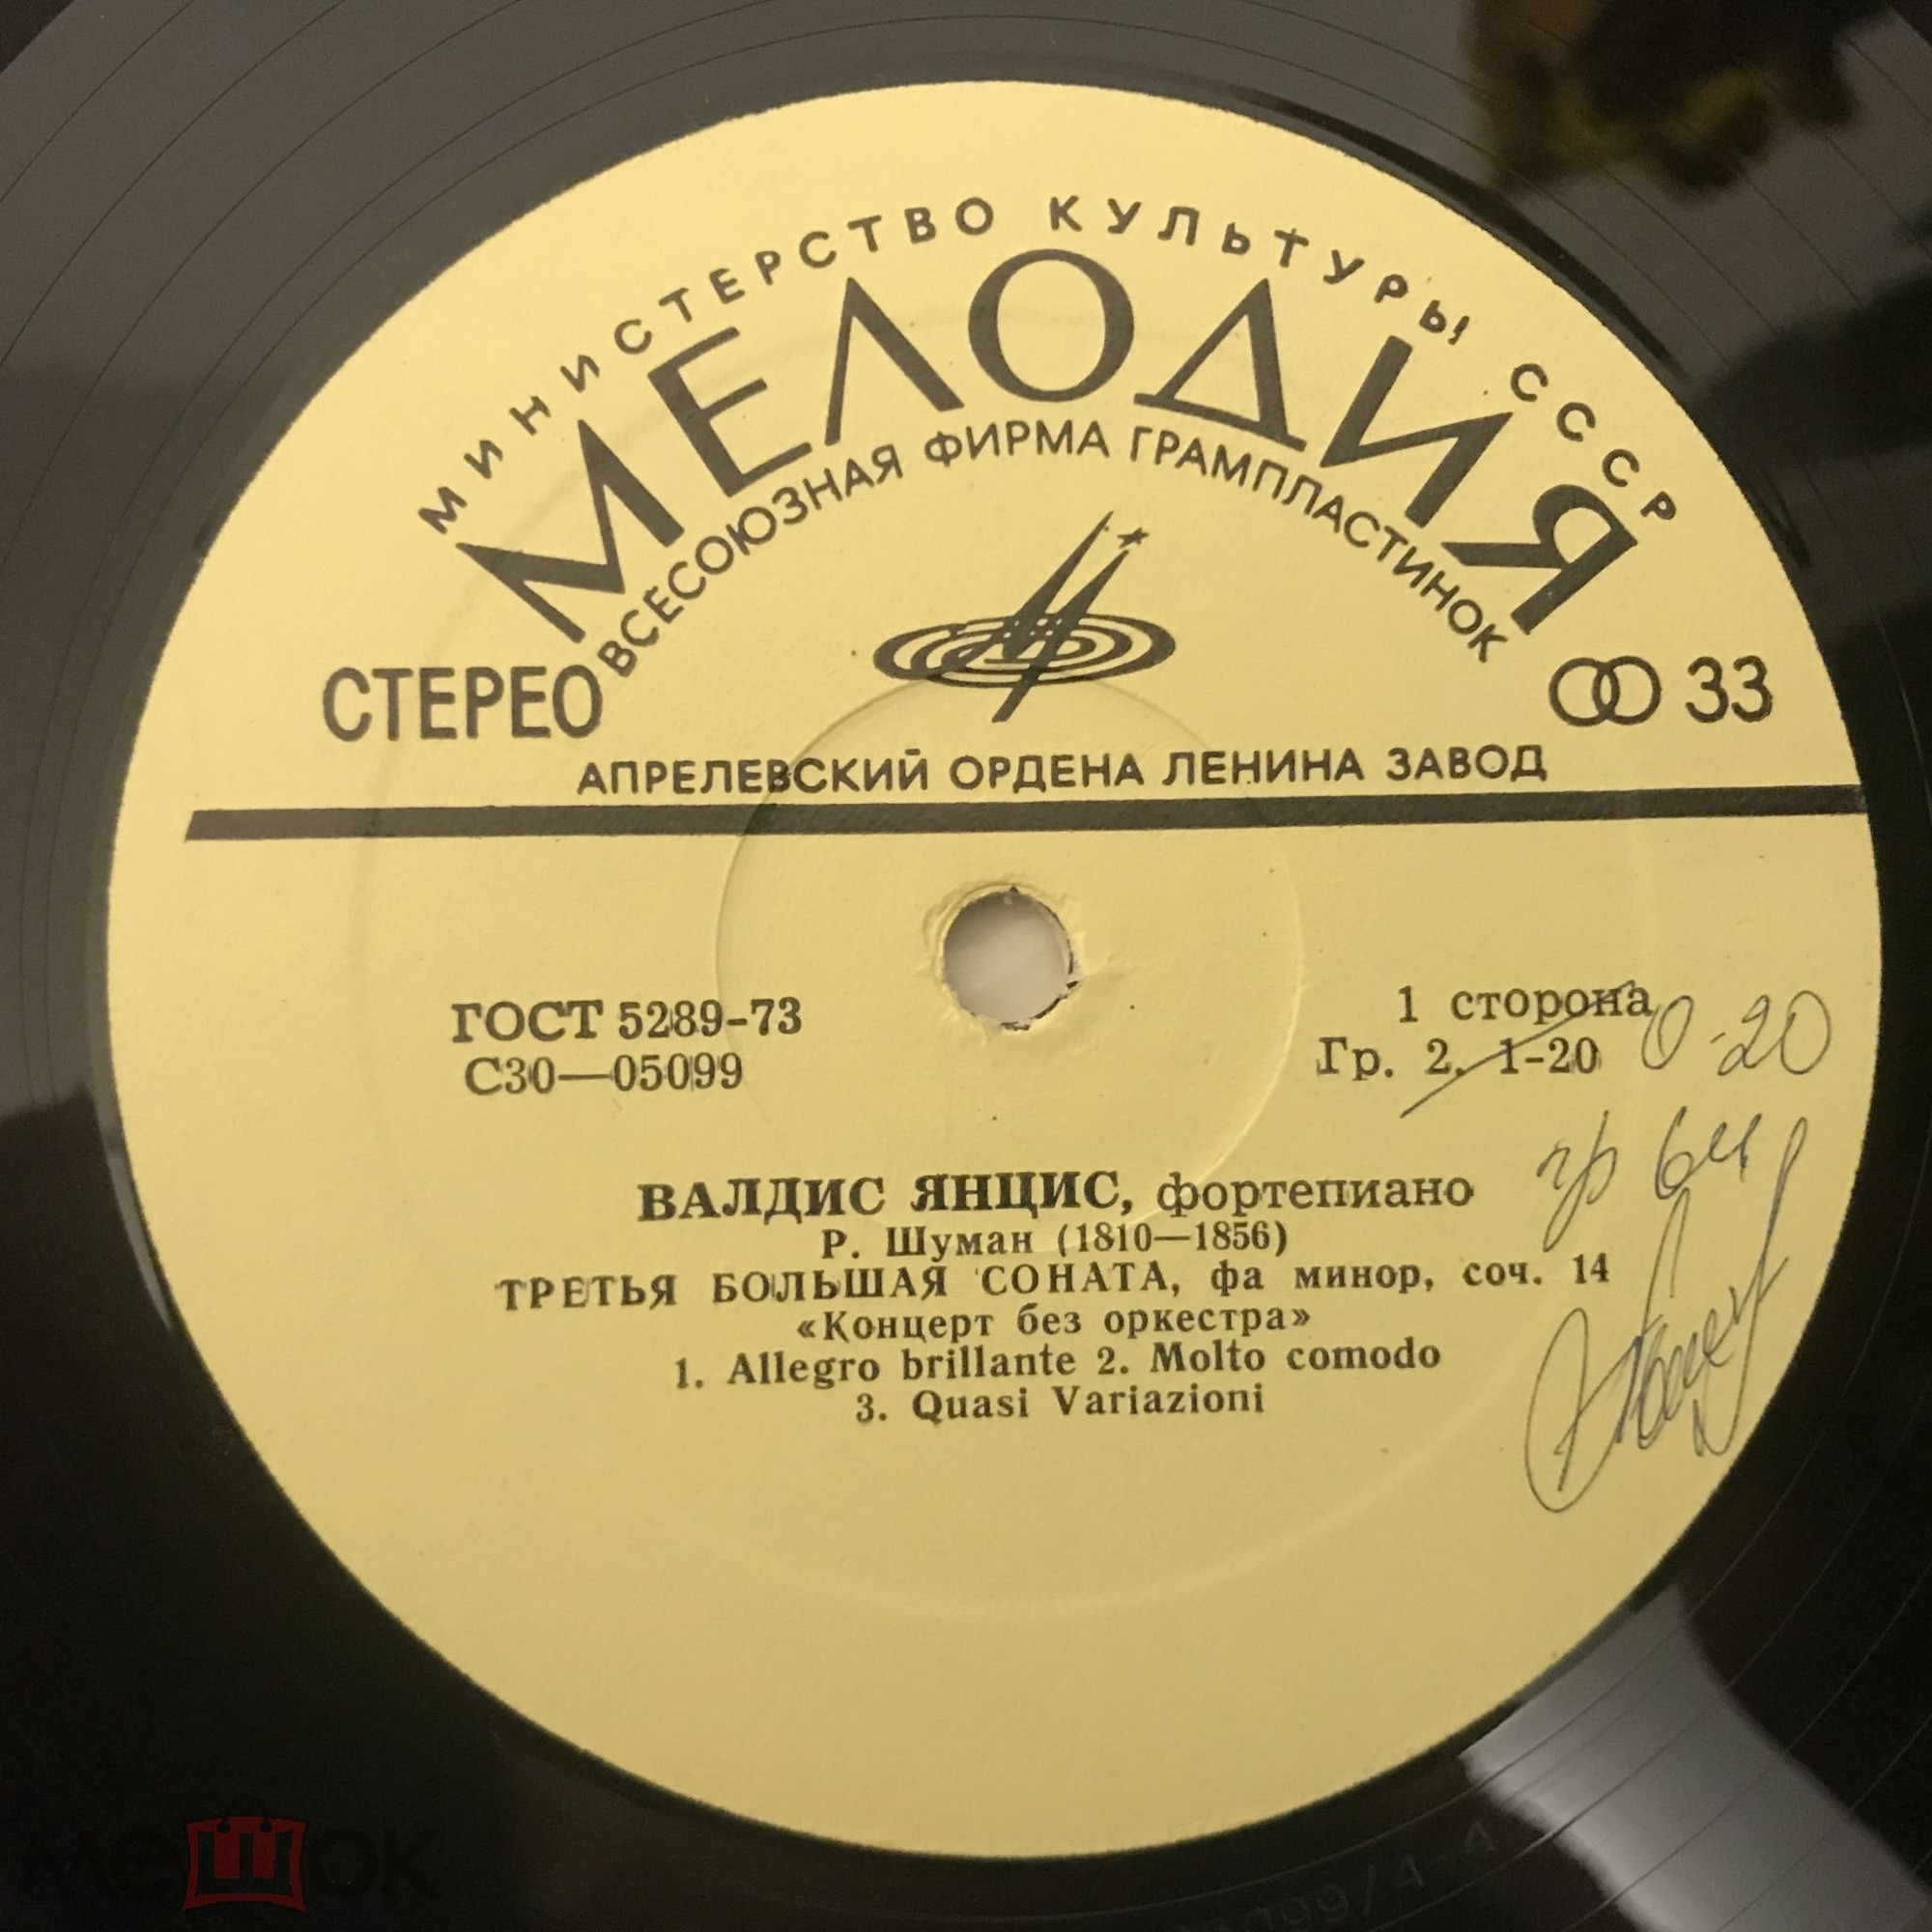 МИНИСТЕРСТВО КУЛЬТУРЫ СССР
МЕЛОДИЯ
ВСЕСОЮЗНАЯ ФИРМА ГРАМПЛАСТИНОК
СТЕРЕО
33
АПРЕЛЕВСКИЙ ОРДЕНА ЛЕНИНА ЗАВОД
ГОСТ 5289-73
С30—05099
1 сторона
Гр. 2. 1-20 0-20
гр
ВАЛДИС ЯНЦИС, фортепиано
Р. Шуман (1810—1856)
ТРЕТЬЯ БОЛЬШАЯ СОНАТА, фа минор, соч. 14
«Концерт без оркестра»
1. Allegro brillante 2. Molto comodo
3. Quasi Variazioni
мешок